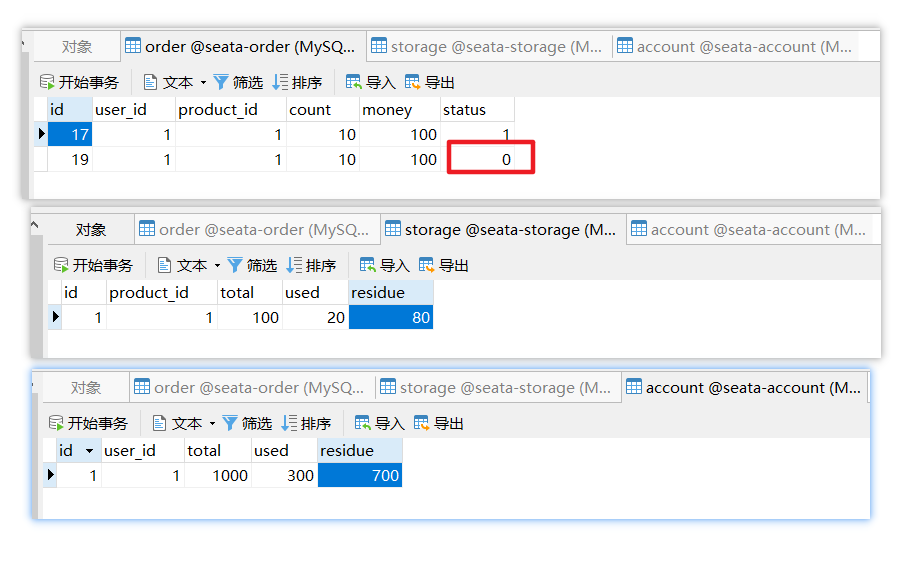 对象 order @seata-order (MySQ... storage @seata-storage (M... account @seata-account (M...
开始事务 文本 筛选 排序 导入 导出
id user_id product_id count money status
17 1 1 10 100 1
19 1 1 10 100 0
对象 order @seata-order (MySQ... storage @seata-storage (M... account @seata-account (M...
开始事务 文本 筛选 排序 导入 导出
id product_id total used residue
1 1 100 20 80
对象 order @seata-order (MySQ... storage @seata-storage (M... account @seata-account (M...
开始事务 文本 筛选 排序 导入 导出
id user_id total used residue
1 1 1000 300 700